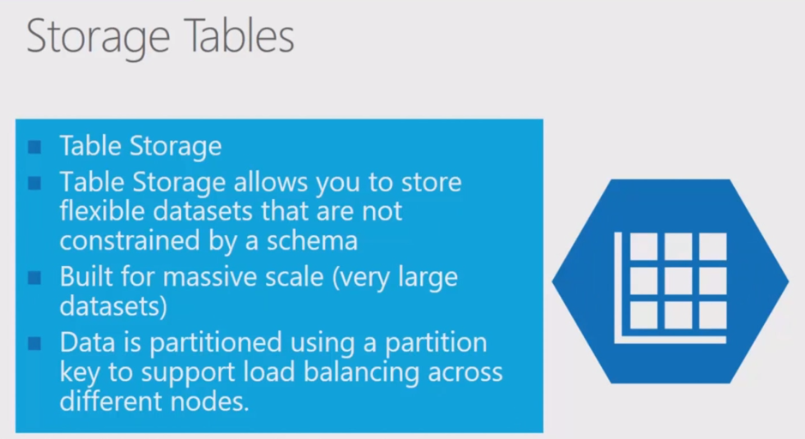 Storage Tables
Table Storage
Table Storage allows you to store
flexible datasets that are not
constrained by a schema
Built for massive scale (very large
datasets)
Data is partitioned using a partition
key to support load balancing across
different nodes.